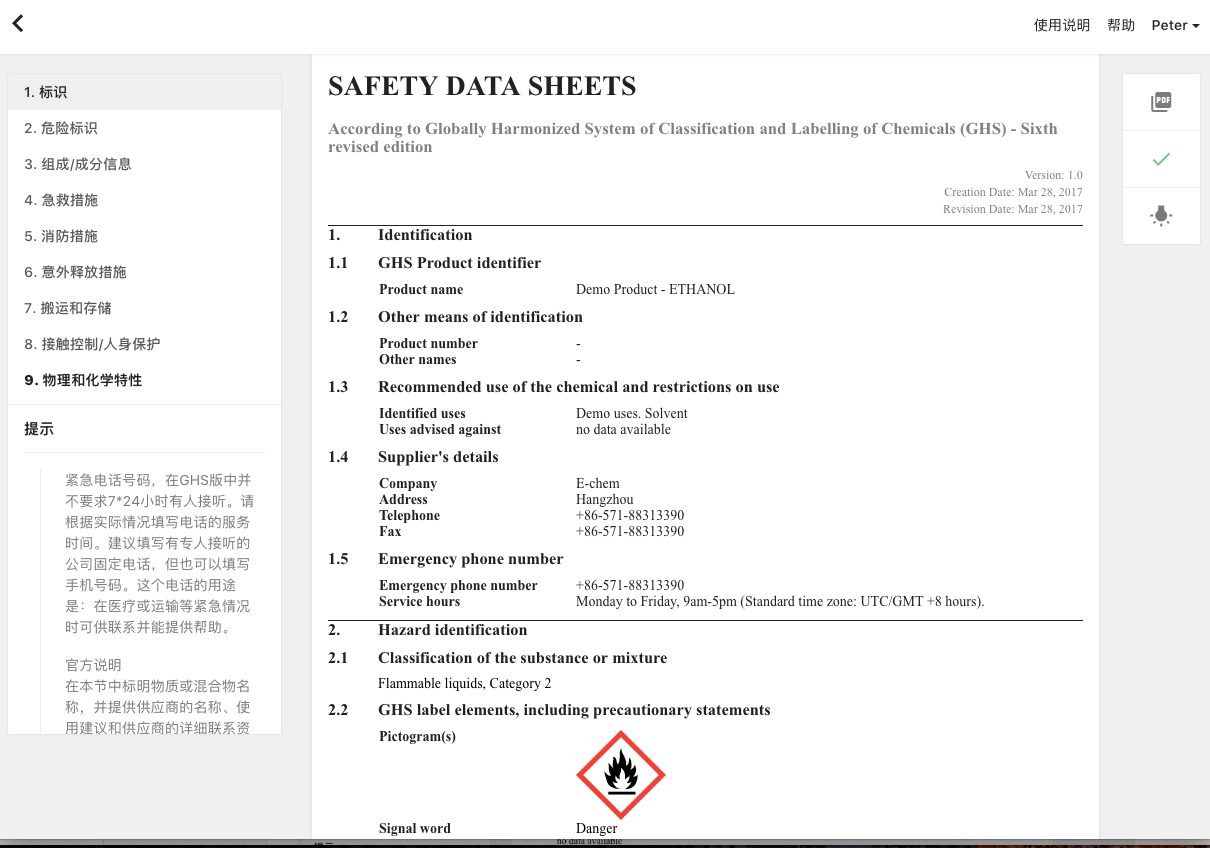 使用说明 帮助 Peter
1. 标识
2. 危险标识
3. 组成/成分信息
4. 急救措施
5. 消防措施
6. 意外释放措施
7. 搬运和存储
8. 接触控制/人身保护
9. 物理和化学特性
提示
紧急电话号码，在GHS版中并
不要求7*24小时有人接听。请
根据实际情况填写电话的服务
时间。建议填写有专人接听的
公司固定电话，但也可以填写
手机号码。这个电话的用途
是：在医疗或运输等紧急情况
时可供联系并能提供帮助。
官方说明
在本节中标明物质或混合物名
称，并提供供应商的名称、使
用建议和供应商的详细联系资
SAFETY DATA SHEETS
According to Globally Harmonized System of Classification and Labelling of Chemicals (GHS) - Sixth
revised edition
Version: 1.0
Creation Date: Mar 28, 2017
Revision Date: Mar 28, 2017
1. Identification
1.1 GHS Product identifier
Product name Demo Product - ETHANOL
1.2 Other means of identification
Product number -
Other names -
1.3 Recommended use of the chemical and restrictions on use
Identified uses Demo uses. Solvent
Uses advised against no data available
1.4 Supplier's details
Company E-chem
Address Hangzhou
Telephone +86-571-88313390
Fax +86-571-88313390
1.5 Emergency phone number
Emergency phone number +86-571-88313390
Service hours Monday to Friday, 9am-5pm (Standard time zone: UTC/GMT +8 hours).
2. Hazard identification
2.1 Classification of the substance or mixture
Flammable liquids, Category 2
2.2 GHS label elements, including precautionary statements
Pictogram(s)
Signal word Danger
no data available
PDF